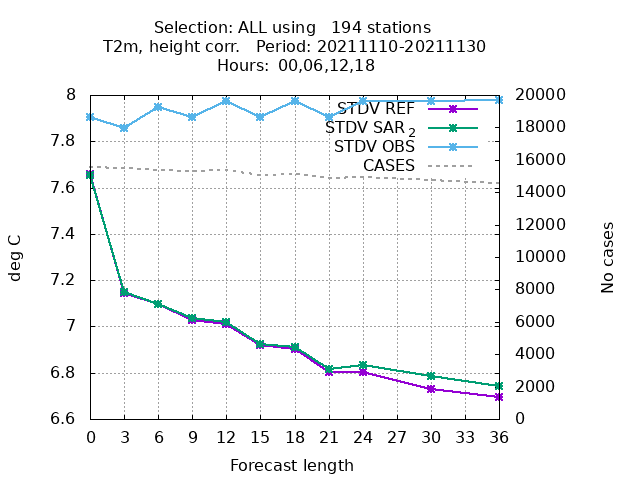 Selection: ALL using   194 stations
T2m, height corr.   Period: 20211110-20211130
Hours:  00,06,12,18
8
7.8
7.6
7.4
7.2
7
6.8
6.6
deg C
STDV REF
STDV SAR2
STDV OBS
CASES
20000
18000
16000
14000
12000
10000
8000
6000
4000
2000
0
No cases
0 3 6 9 12 15 18 21 24 27 30 33 36
Forecast length